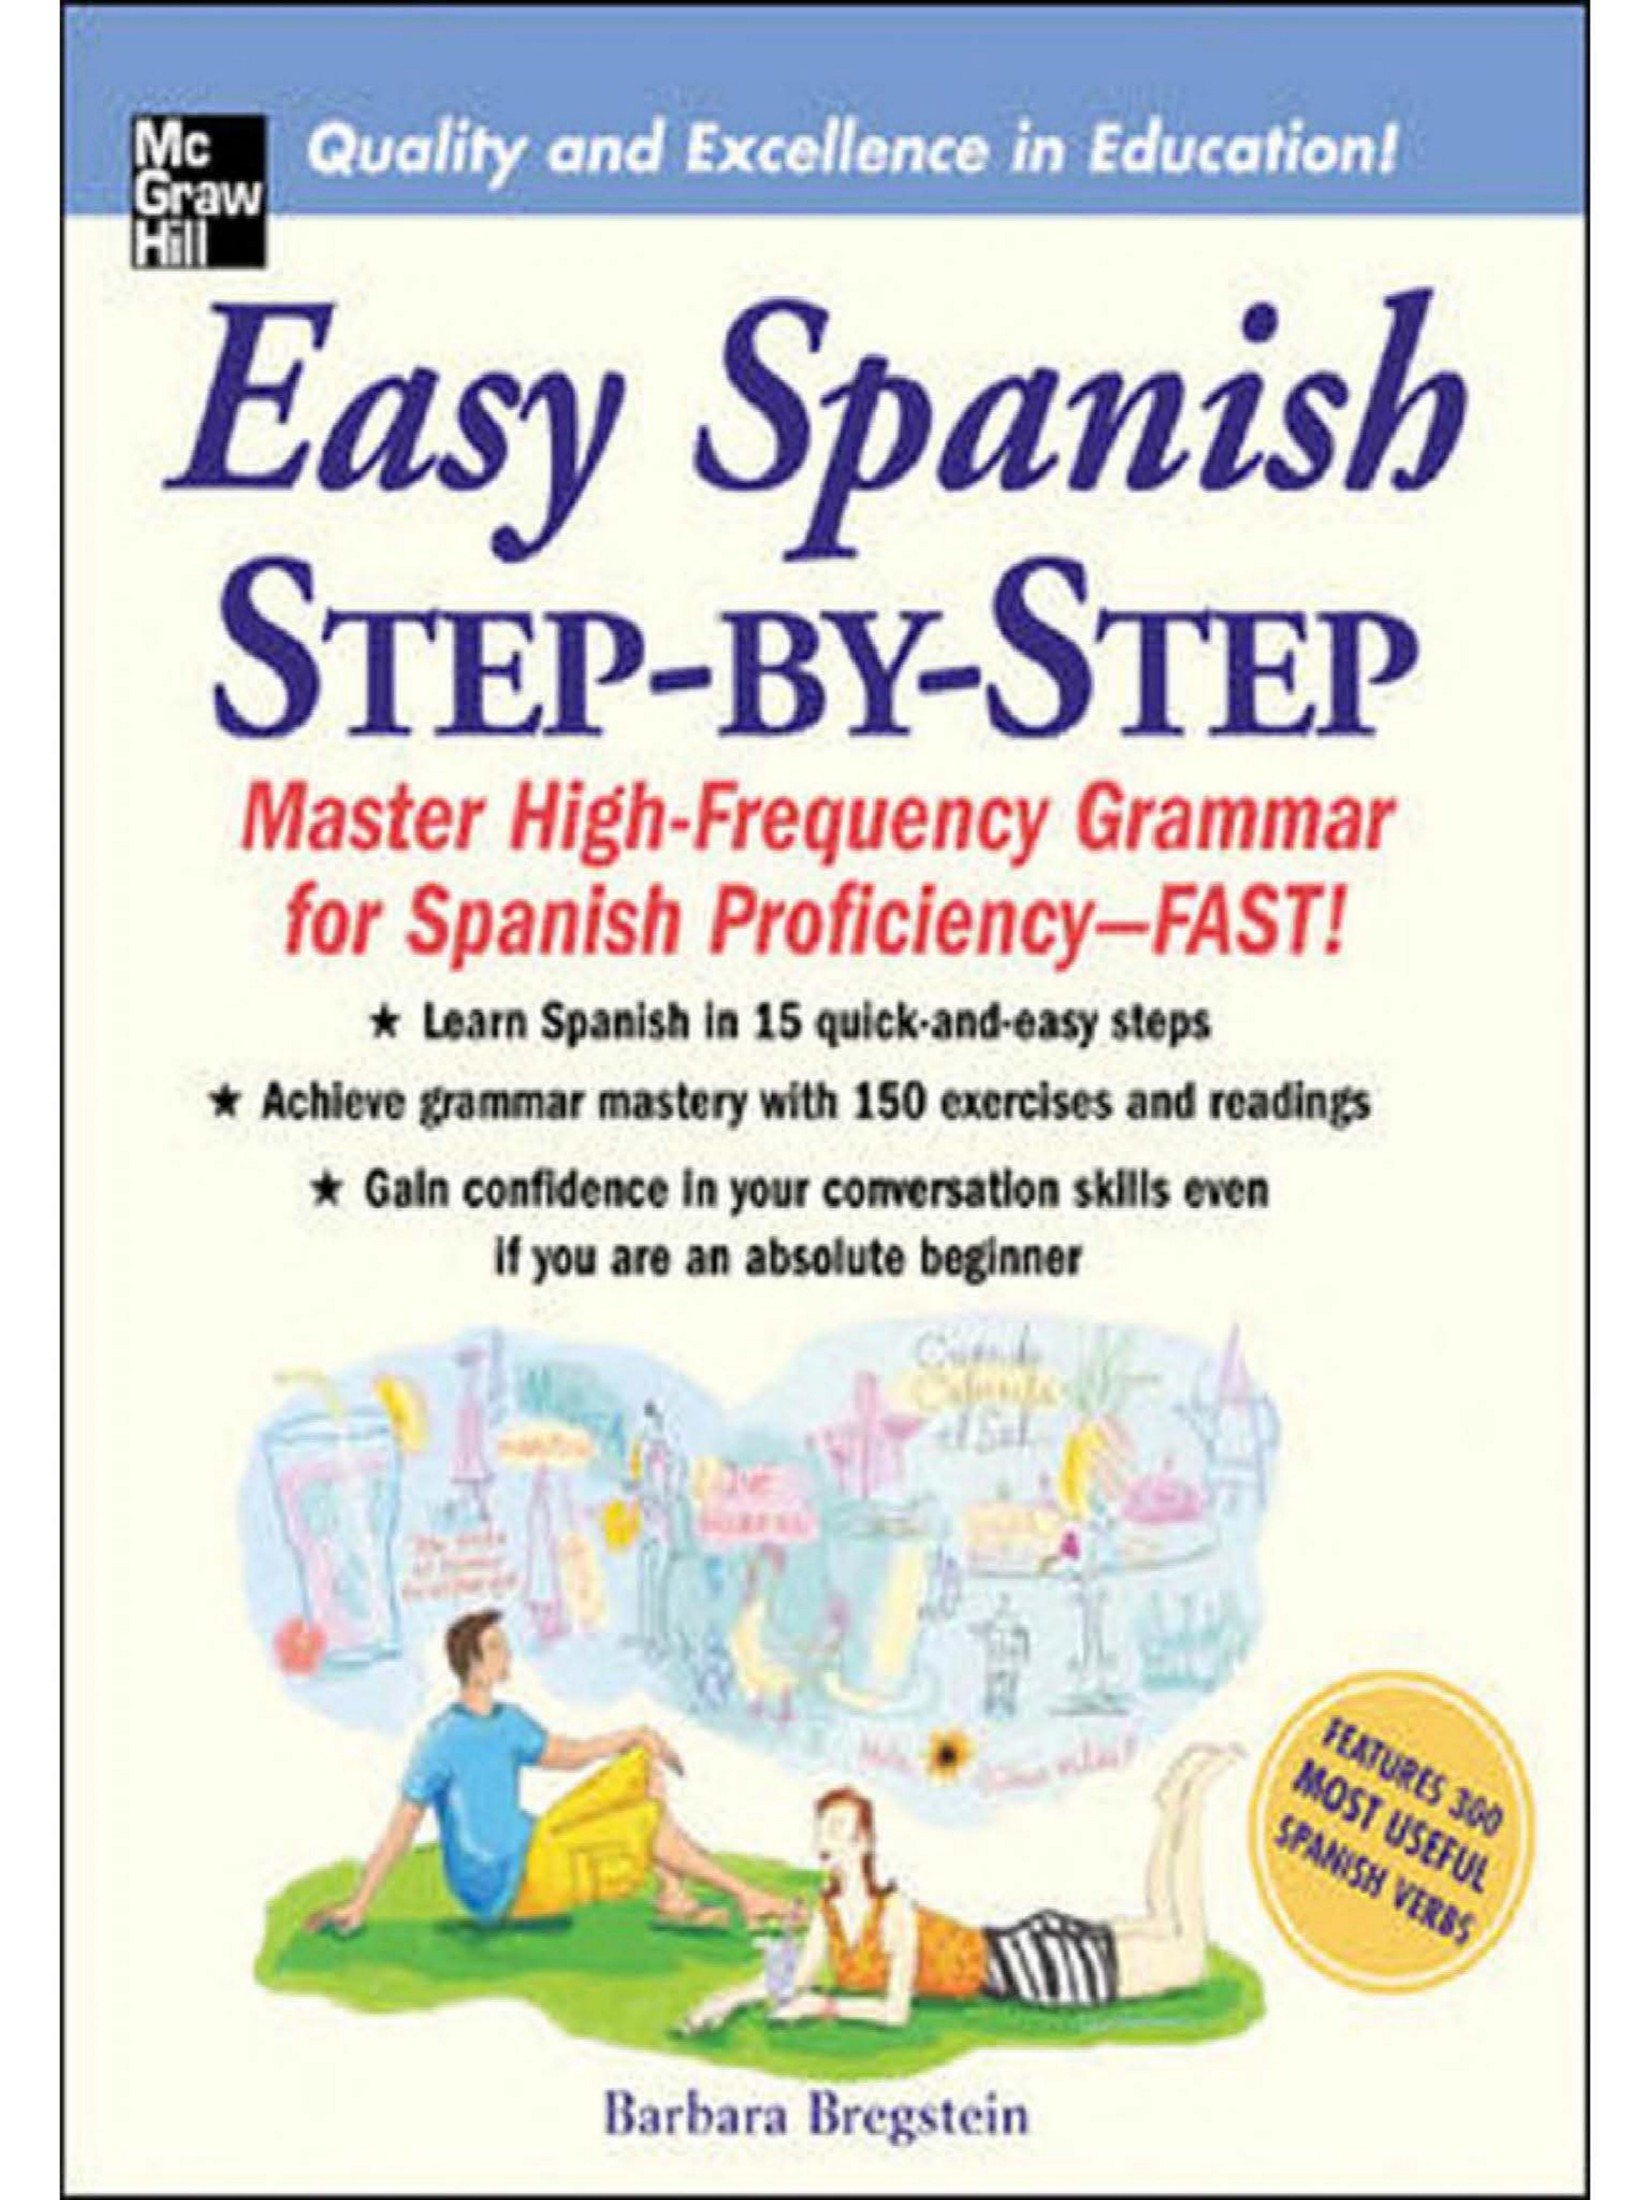 Mc
Graw
Hill
Quality and Excellence in Education!
Easy Spanish
STEP-BY-STEP
Master High-Frequency Grammar
for Spanish Proficiency—FAST!
★ Learn Spanish in 15 quick-and-easy steps
★ Achieve grammar mastery with 150 exercises and readings
★ Gain confidence in your conversation skills even
if you are an absolute beginner
el Sol
FEATURES 300
MOST USEFUL
SPANISH VERBS
Barbara Bregstein